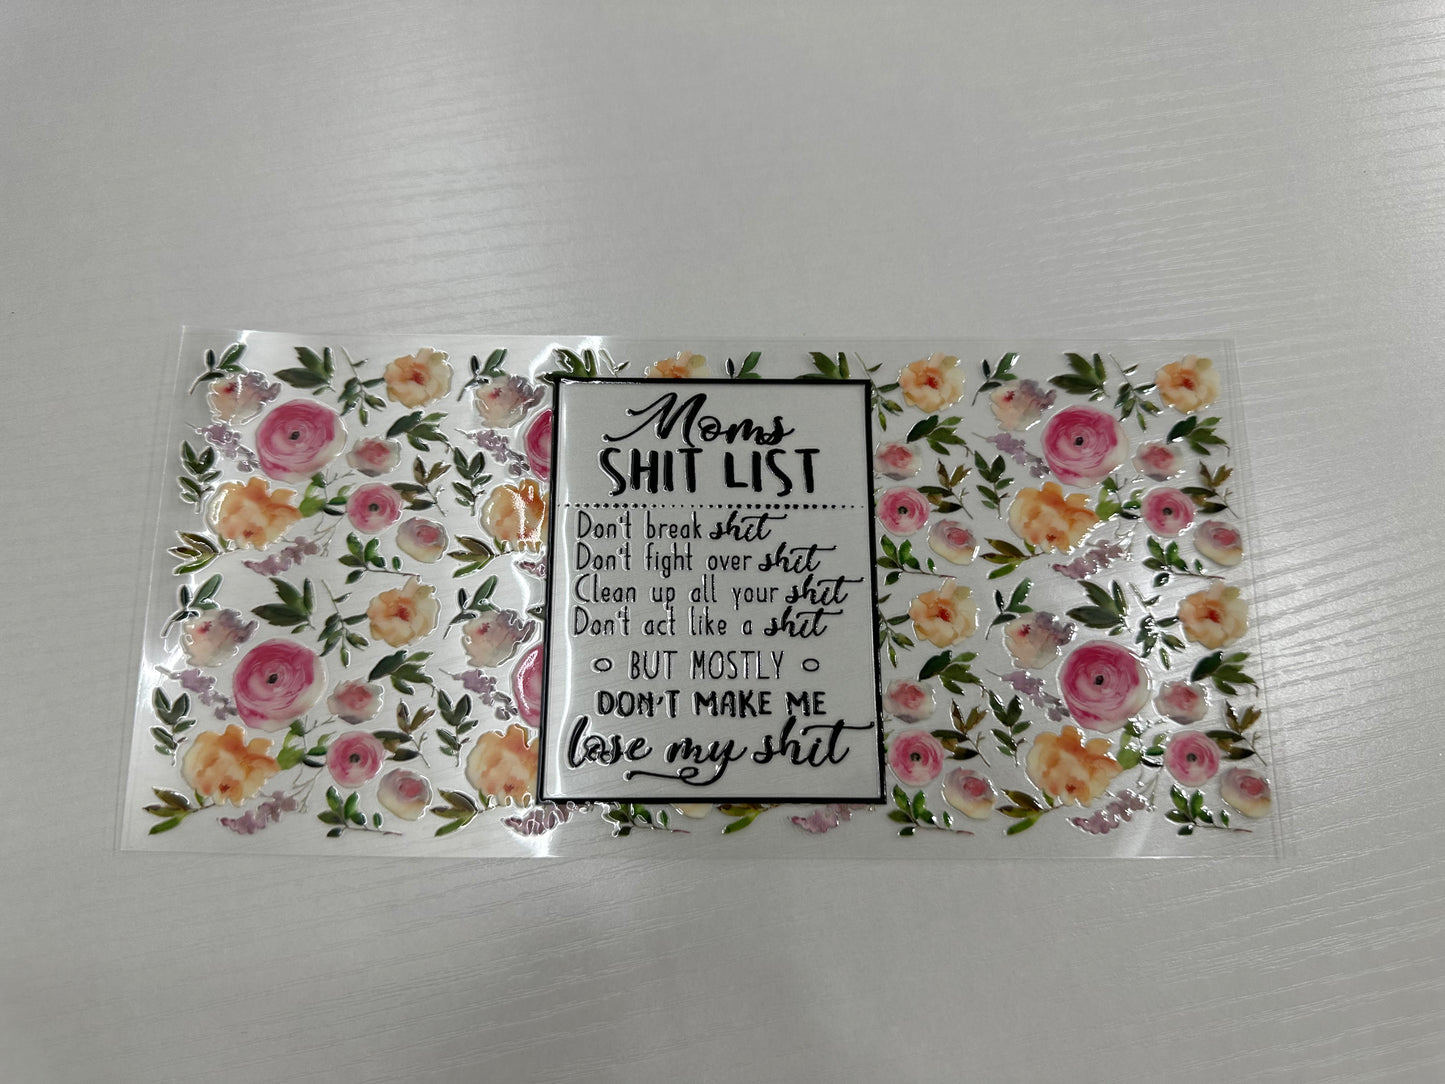 Moms
SHIT LIST
Don't break shit
Don't fight over shit
Clean up all your shit
Don't act like a shit
BUT MOSTLY
DON'T MAKE ME
lose my shit